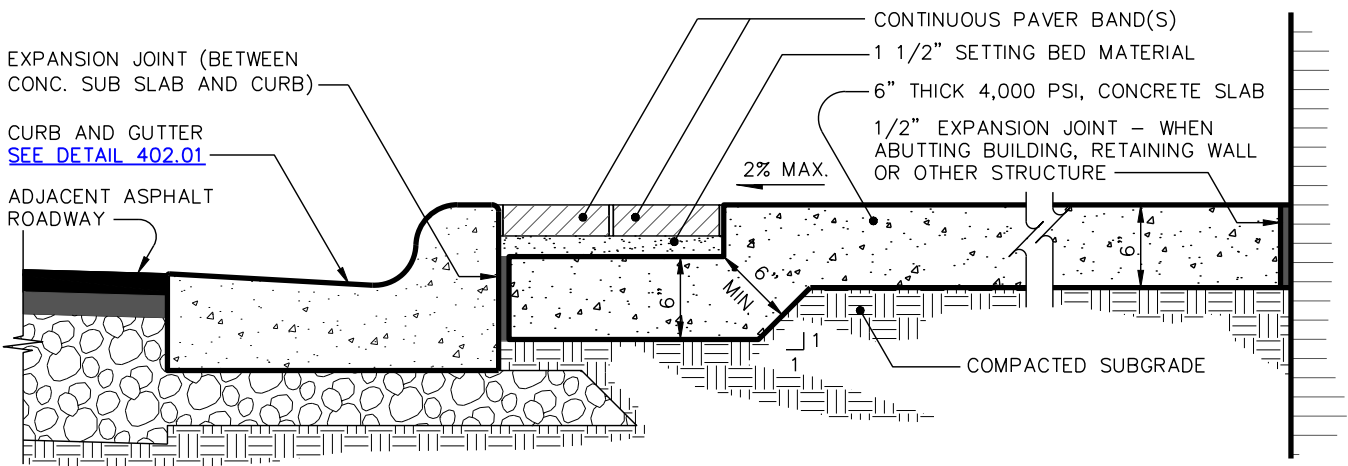 CONTINUOUS PAVER BAND(S)
1 1/2" SETTING BED MATERIAL
6" THICK 4,000 PSI, CONCRETE SLAB
1/2" EXPANSION JOINT – WHEN
ABUTTING BUILDING, RETAINING WALL
OR OTHER STRUCTURE
EXPANSION JOINT (BETWEEN
CONC. SUB SLAB AND CURB)
CURB AND GUTTER
SEE DETAIL 402.01
ADJACENT ASPHALT
ROADWAY
2% MAX.
6"
6"
MIN
6"
1
1
COMPACTED SUBGRADE